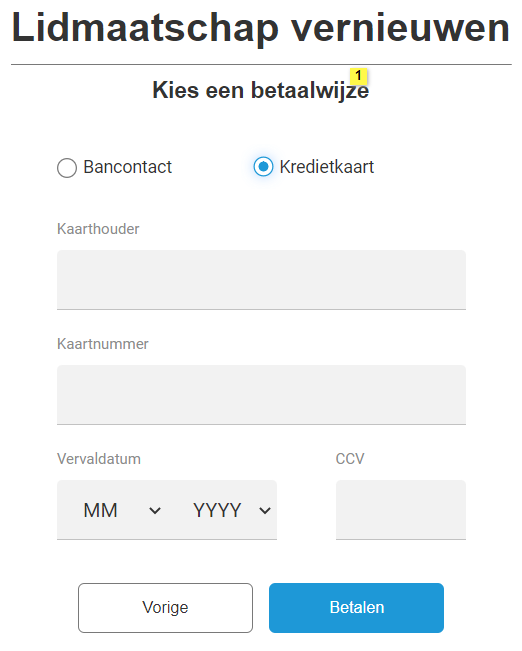 Lidmaatschap vernieuwen
1
Kies een betaalwijze
Bancontact Kredietkaart
Kaarthouder
Kaartnummer
Vervaldatum CCV
MM YYYY
Vorige Betalen